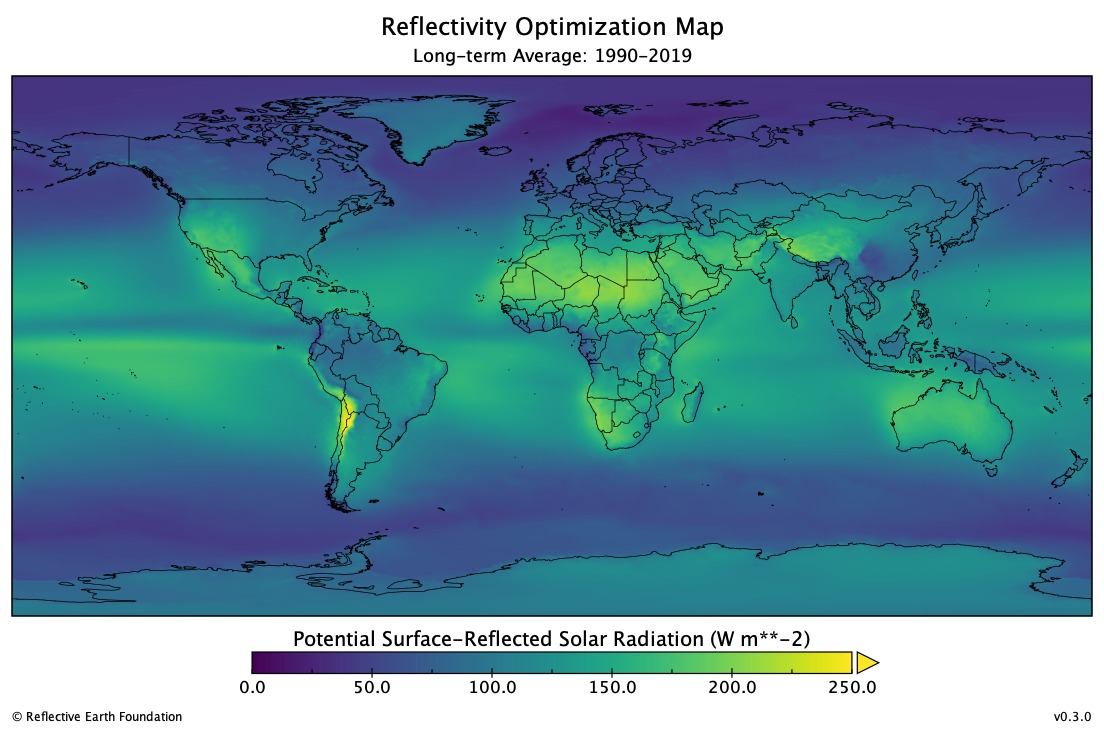 Reflectivity Optimization Map
Long-term Average: 1990-2019
Potential Surface-Reflected Solar Radiation (W m**-2)
0.0 50.0 100.0 150.0 200.0 250.0
© Reflective Earth Foundation
v0.3.0